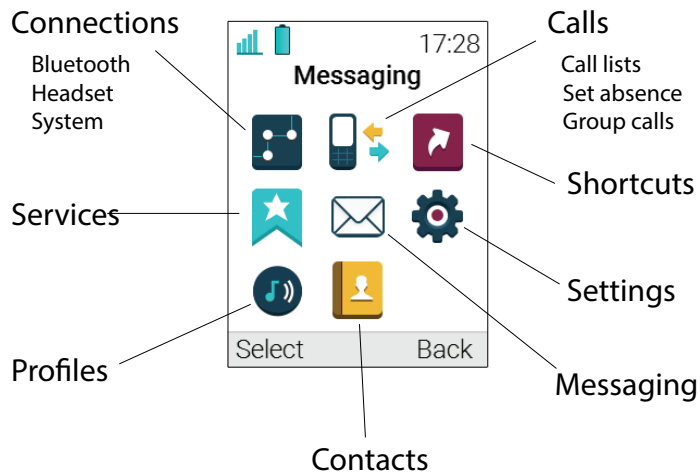 Connections
Bluetooth
Headset
System
Calls
Call lists
Set absence
Group calls
17:28
Messaging
Shortcuts
Services
Settings
Profiles
Select
Back
Messaging
Contacts